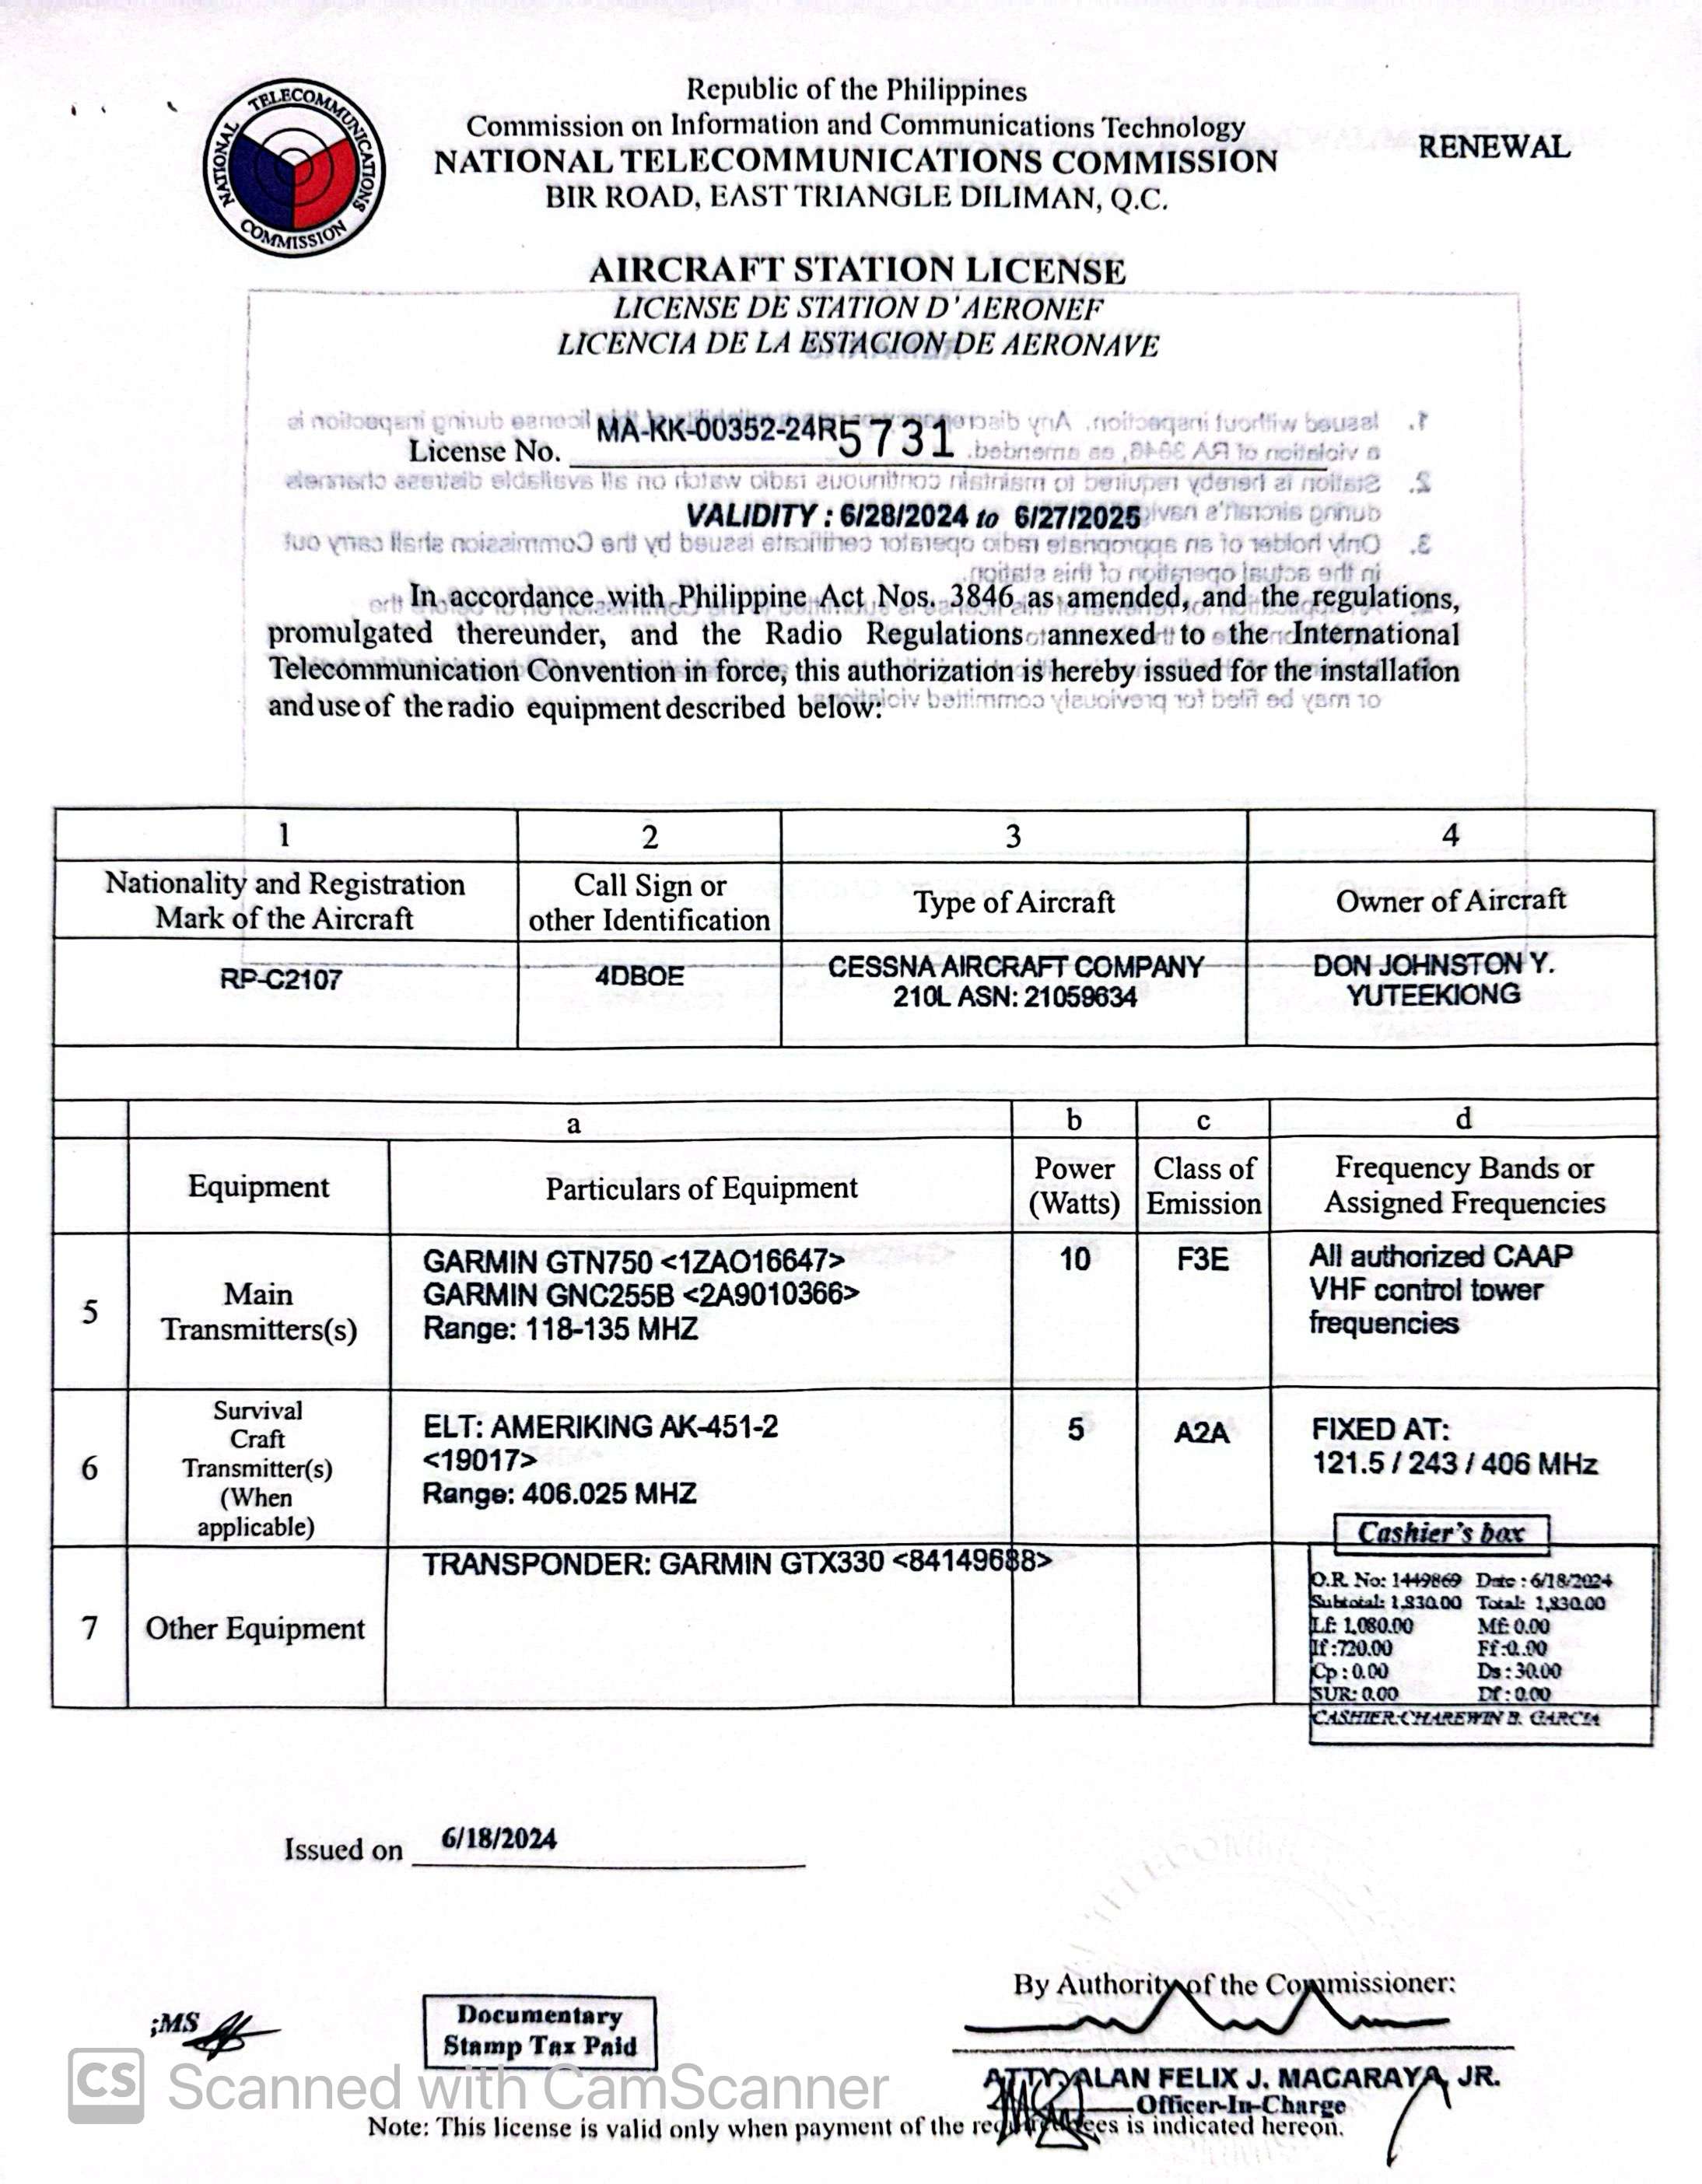 Republic of the Philippines
Commission on Information and Communications Technology
NATIONAL TELECOMMUNICATIONS COMMISSION
BIR ROAD, EAST TRIANGLE DILIMAN, Q.C.
RENEWAL
NATIONAL TELECOMMUNICATIONS COMMISSION
AIRCRAFT STATION LICENSE
LICENSE DE STATION D'AERONEF
LICENCIA DE LA ESTACION DE AERONAVE
License No. MA-KK-00352-24R5731
VALIDITY : 6/28/2024 to 6/27/2025
In accordance with Philippine Act Nos. 3846 as amended, and the regulations,
promulgated thereunder, and the Radio Regulations annexed to the International
Telecommunication Convention in force, this authorization is hereby issued for the installation
and use of the radio equipment described below:
1 2 3 4
Nationality and Registration Mark of the Aircraft
Call Sign or other Identification
Type of Aircraft
Owner of Aircraft
RP-C2107
4DBOE
CESSNA AIRCRAFT COMPANY
210L ASN: 21059634
DON JOHNSTON Y.
YUTEEKIONG
a b c d
Equipment
Particulars of Equipment
Power
(Watts)
Class of
Emission
Frequency Bands or
Assigned Frequencies
5
Main
Transmitters(s)
GARMIN GTN750 <1ZAO16647>
GARMIN GNC255B <2A9010366>
Range: 118-135 MHZ
10
F3E
All authorized CAAP
VHF control tower
frequencies
6
Survival
Craft
Transmitter(s)
(When
applicable)
ELT: AMERIKING AK-451-2
<19017>
Range: 406.025 MHZ
5
A2A
FIXED AT:
121.5 / 243 / 406 MHz
7
Other Equipment
TRANSPONDER: GARMIN GTX330 <84149688>
Cashier's box
O.R. No: 1449869 Date : 6/18/2024
Subtotal: 1,830.00 Total: 1,830.00
Lf: 1,080.00 Mf: 0.00
If :720.00 Ff :0..00
Cp : 0.00 Ds : 30.00
SUR: 0.00 Df : 0.00
CASHIER:CHAREWIN B. GARCIA
Issued on 6/18/2024
By Authority of the Commissioner:
;MS
Documentary
Stamp Tax Paid
ATTY. ALAN FELIX J. MACARAYA, JR.
Officer-In-Charge
CS Scanned with CamScanner
Note: This license is valid only when payment of the required fees is indicated hereon.